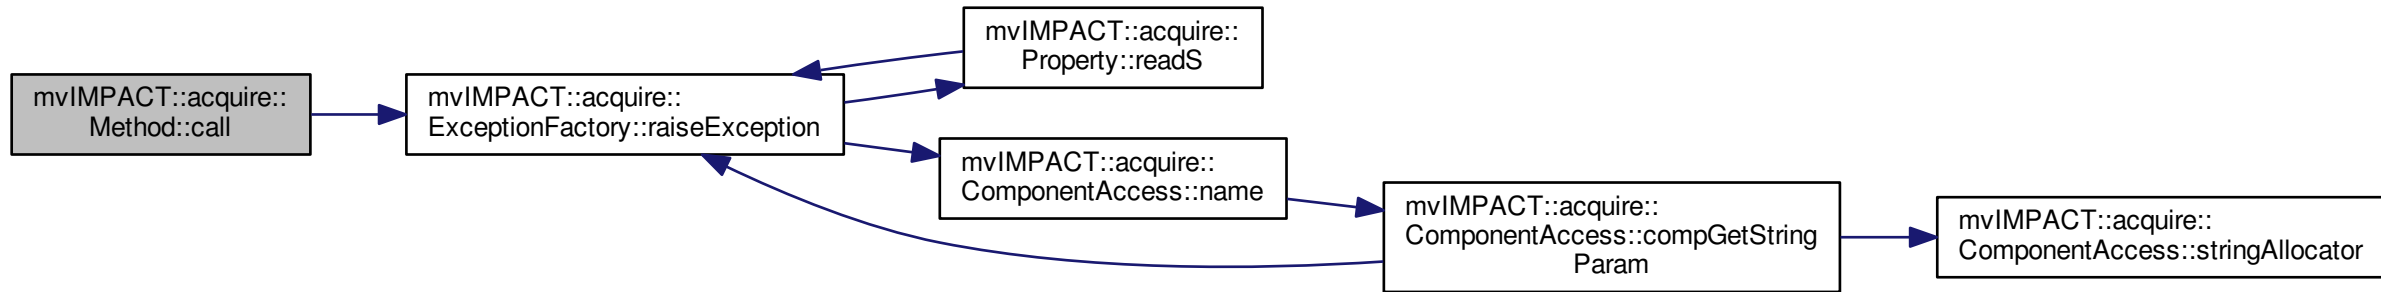 mvIMPACT::acquire::
Method::call
mvIMPACT::acquire::
ExceptionFactory::raiseException
mvIMPACT::acquire::
Property::readS
mvIMPACT::acquire::
ComponentAccess::name
mvIMPACT::acquire::
ComponentAccess::compGetString
Param
mvIMPACT::acquire::
ComponentAccess::stringAllocator